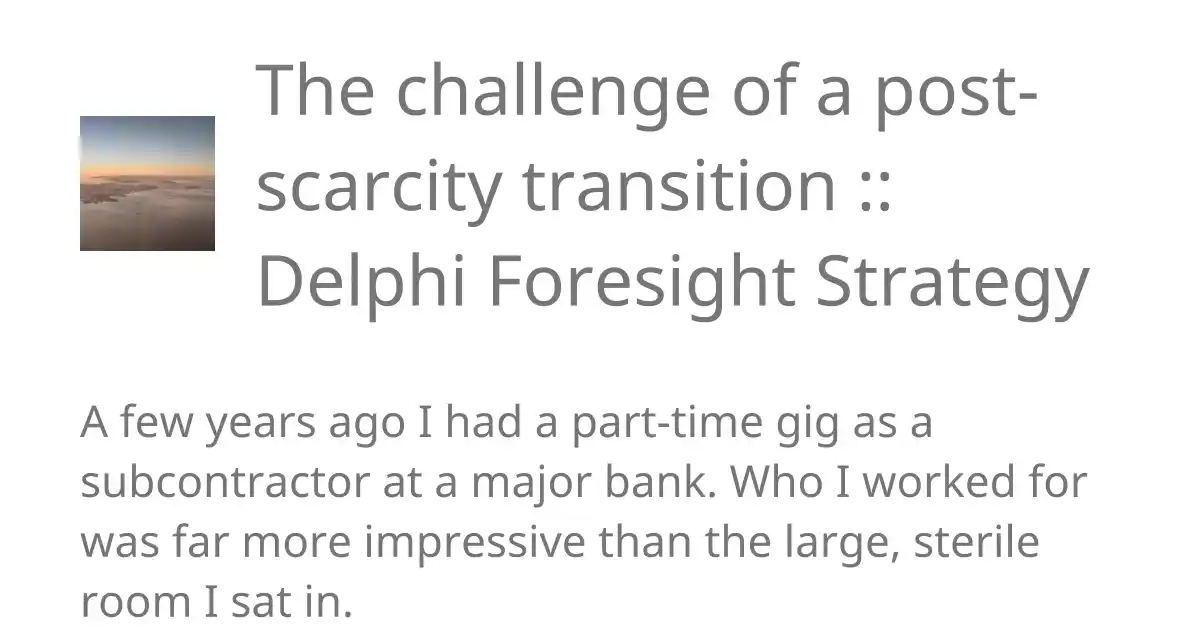 The challenge of a post-
scarcity transition ::
Delphi Foresight Strategy
A few years ago I had a part-time gig as a
subcontractor at a major bank. Who I worked for
was far more impressive than the large, sterile
room I sat in.